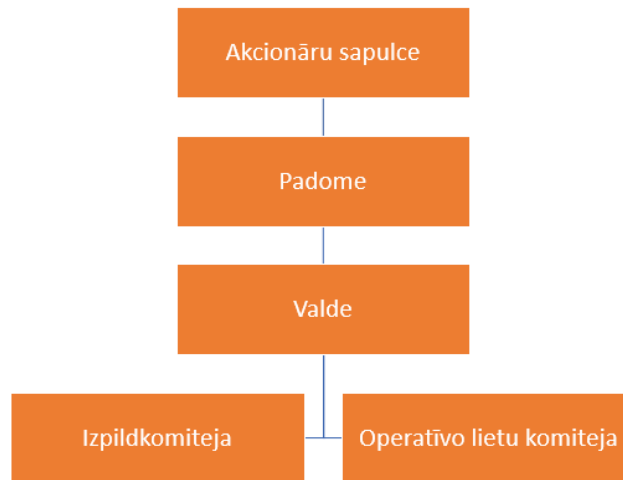 Akcionāru sapulce
Padome
Valde
Izpildkomiteja
Operatīvo lietu komiteja